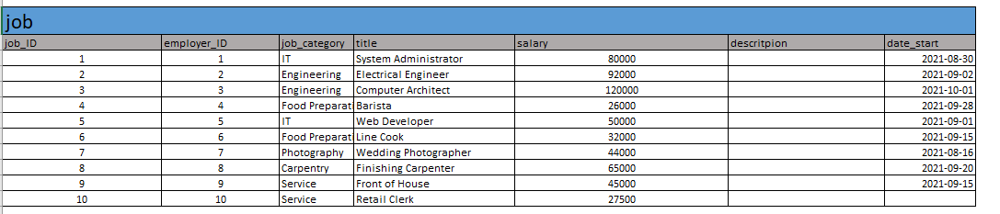 job
job_ID employer_ID job_category title salary descritpion date_start
1 1 IT System Administrator 80000 2021-08-30
2 2 Engineering Electrical Engineer 92000 2021-09-02
3 3 Engineering Computer Architect 120000 2021-10-01
4 4 Food Preparati Barista 26000 2021-09-28
5 5 IT Web Developer 50000 2021-09-01
6 6 Food Preparati Line Cook 32000 2021-09-15
7 7 Photography Wedding Photographer 44000 2021-08-16
8 8 Carpentry Finishing Carpenter 65000 2021-09-20
9 9 Service Front of House 45000 2021-09-15
10 10 Service Retail Clerk 27500